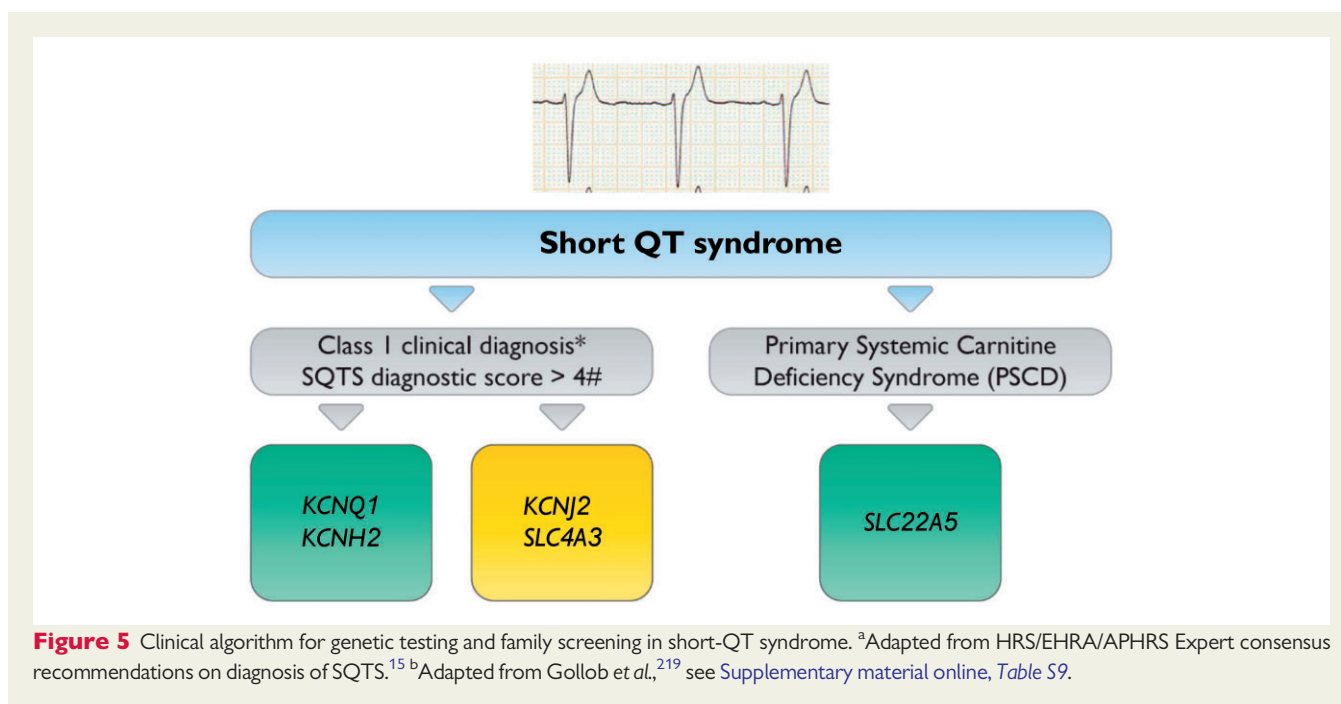 Short QT syndrome
Class I clinical diagnosis*
SQTS diagnostic score > 4#
Primary Systemic Carnitine
Deficiency Syndrome (PSCD)
KCNQ1
KCNH2
KCNJ2
SLC4A3
SLC22A5
Figure 5 Clinical algorithm for genetic testing and family screening in short-QT syndrome. ᵃAdapted from HRS/EHRA/APHRS Expert consensus
recommendations on diagnosis of SQTS.¹⁵ ᵇAdapted from Gollob et al.,²¹⁹ see Supplementary material online, Table S9.